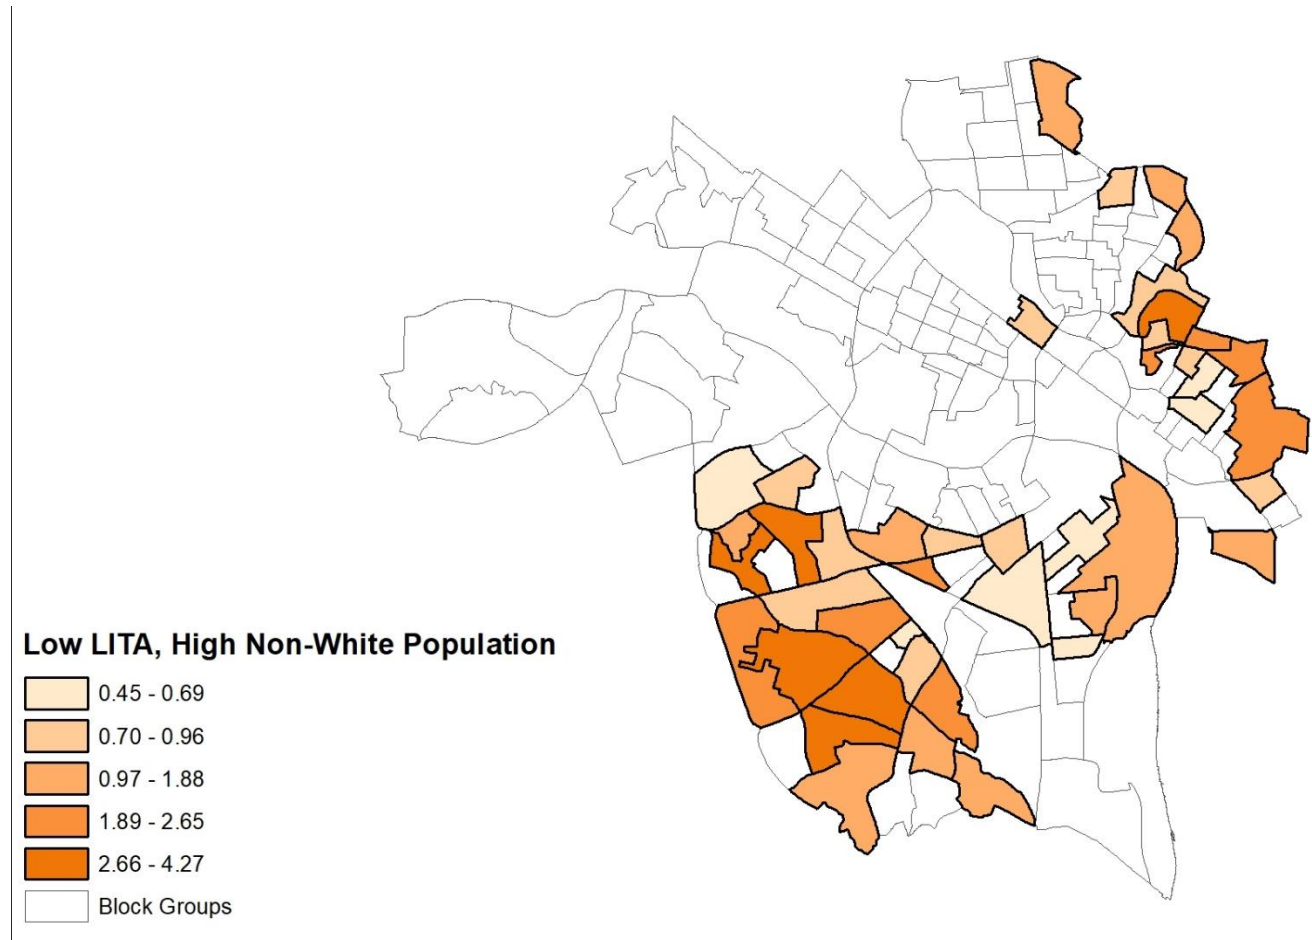 Low LITA, High Non-White Population
0.45 - 0.69
0.70 - 0.96
0.97 - 1.88
1.89 - 2.65
2.66 - 4.27
Block Groups